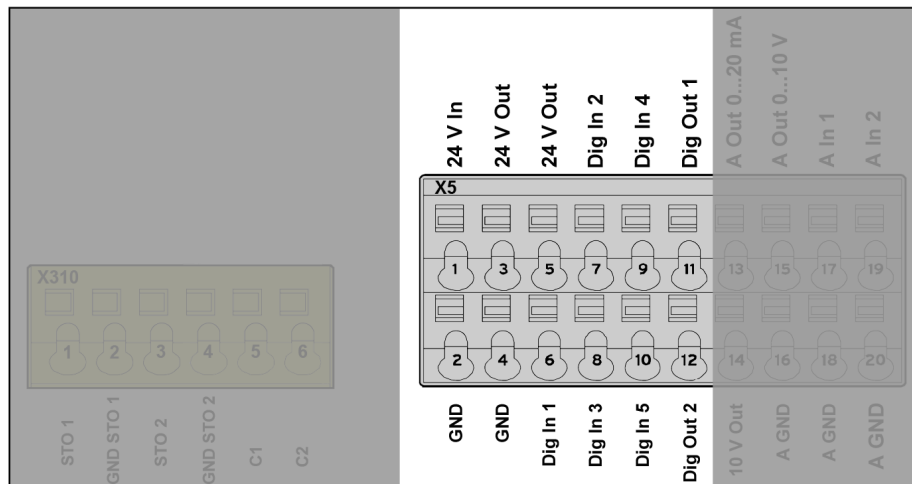 24 V In
24 V Out
24 V Out
Dig In 2
Dig In 4
Dig Out 1
A Out 0...20 mA
A Out 0...10 V
A In 1
A In 2
X5
1 3 5 7 9 11 13 15 17 19
2 4 6 8 10 12 14 16 18 20
GND
GND
Dig In 1
Dig In 3
Dig In 5
Dig Out 2
10 V Out
A GND
A GND
A GND
X310
1 2 3 4 5 6
STO 1
GND STO 1
STO 2
GND STO 2
C1
C2